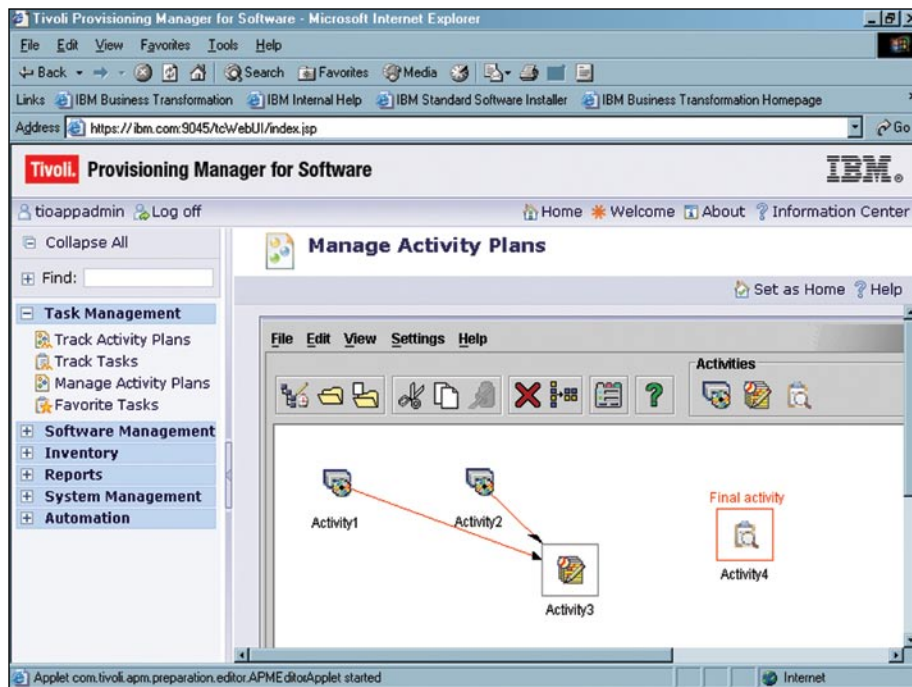 Tivoli Provisioning Manager for Software - Microsoft Internet Explorer
File Edit View Favorites Tools Help
Back Search Favorites Media
Links IBM Business Transformation IBM Internal Help IBM Standard Software Installer IBM Business Transformation Homepage
Address https://ibm.com:9045/tcWebUI/index.jsp Go
Tivoli. Provisioning Manager for Software IBM®
tioappadmin Log off Home Welcome About Information Center
Collapse All
Manage Activity Plans
Find:
Set as Home Help
Task Management
Track Activity Plans
Track Tasks
Manage Activity Plans
Favorite Tasks
Software Management
Inventory
Reports
System Management
Automation
File Edit View Settings Help
Activities
Activity1
Activity2
Activity3
Final activity
Activity4
Applet com.tivoli.apm.preparation.editor.APMEditorApplet started Internet